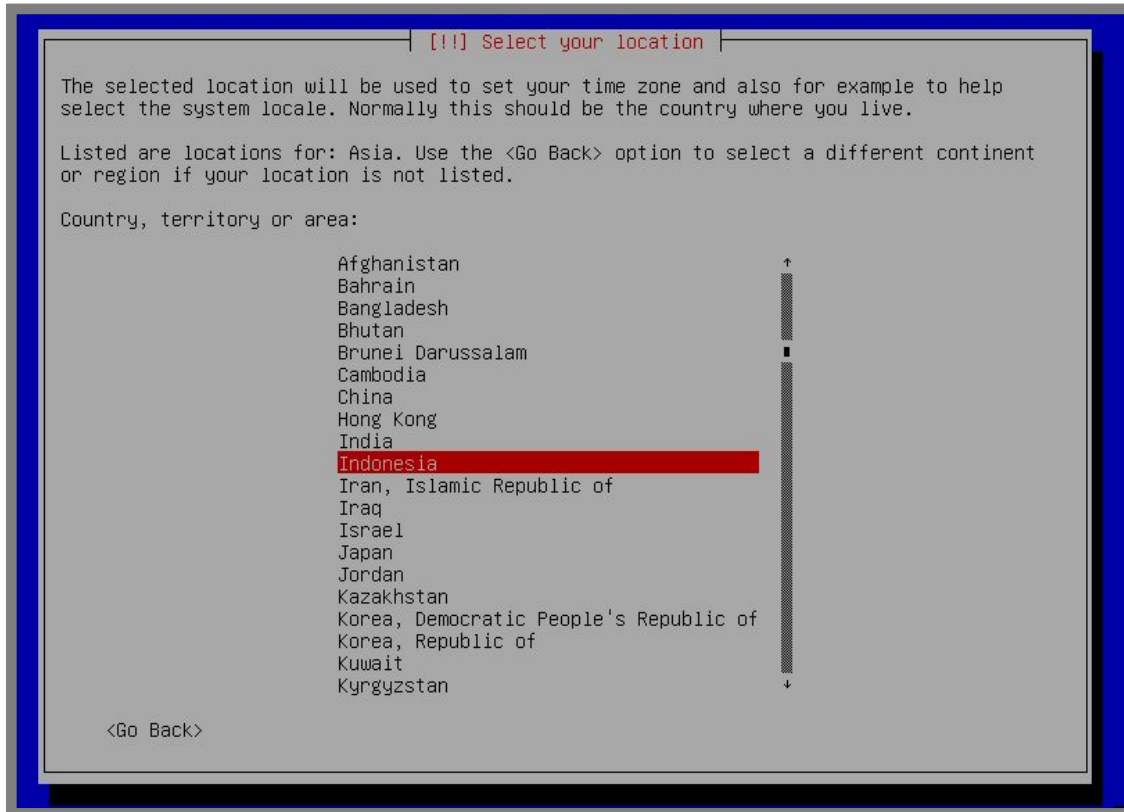 [!!] Select your location
The selected location will be used to set your time zone and also for example to help
select the system locale. Normally this should be the country where you live.
Listed are locations for: Asia. Use the <Go Back> option to select a different continent
or region if your location is not listed.
Country, territory or area:
Afghanistan
Bahrain
Bangladesh
Bhutan
Brunei Darussalam
Cambodia
China
Hong Kong
India
Indonesia
Iran, Islamic Republic of
Iraq
Israel
Japan
Jordan
Kazakhstan
Korea, Democratic People's Republic of
Korea, Republic of
Kuwait
Kyrgyzstan
<Go Back>